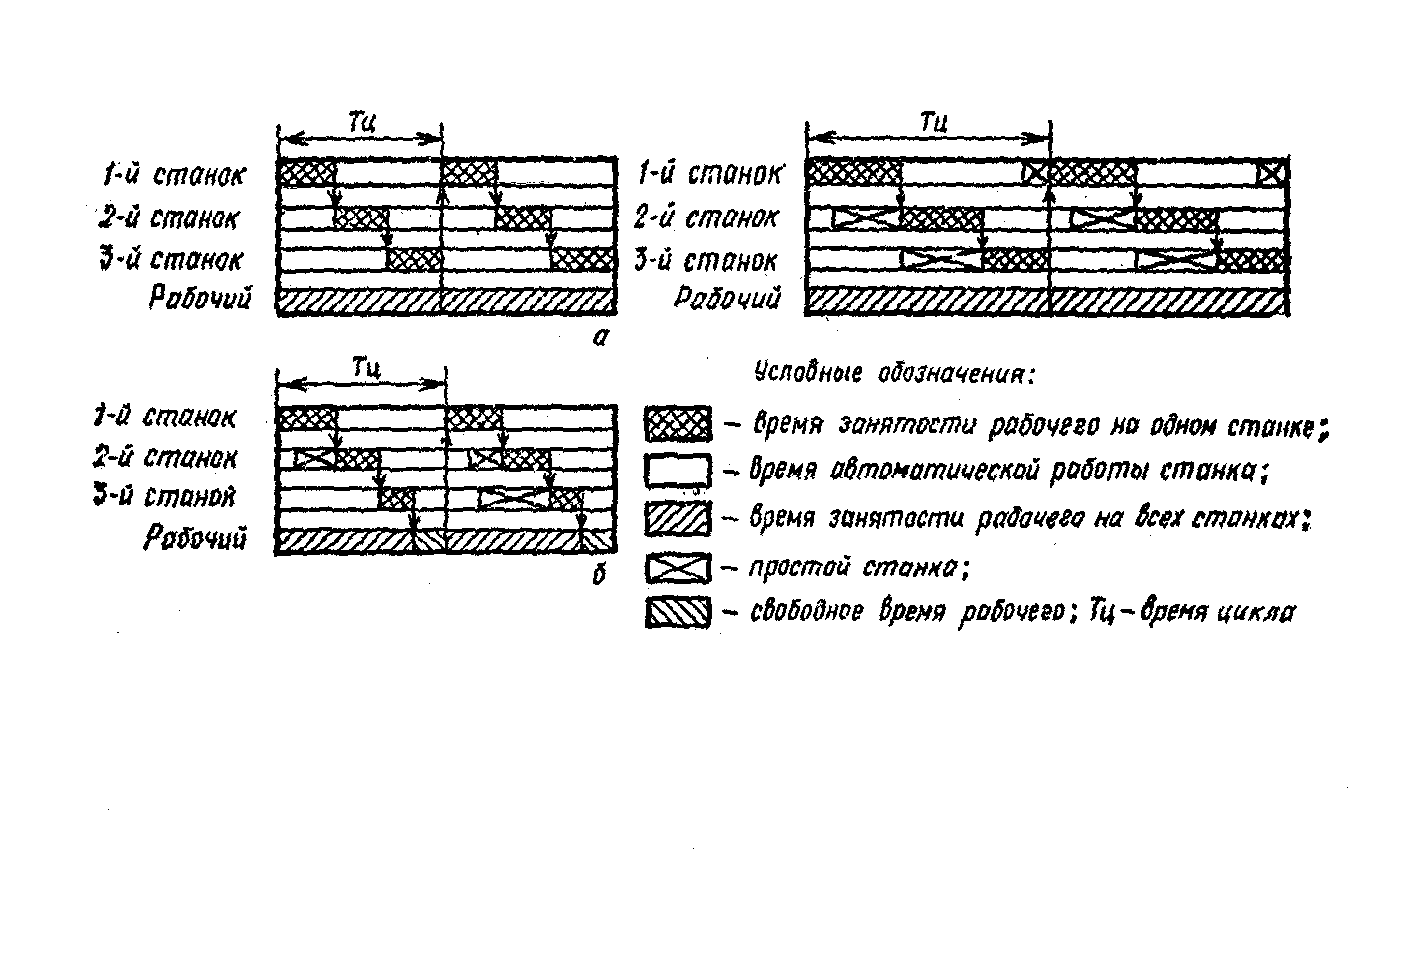 Тц
1-й станок
2-й станок
3-й станок
Рабочий
а
Тц
1-й станок
2-й станок
3-й станок
Рабочий
Тц
1-й станок
2-й станок
3-й станой
Рабочий
б
Условные обозначения:
– время занятости рабочего на одном станке;
– время автоматической работы станка;
– время занятости рабочего на всех станках;
– простой станка;
– свободное время рабочего; Тц – время цикла